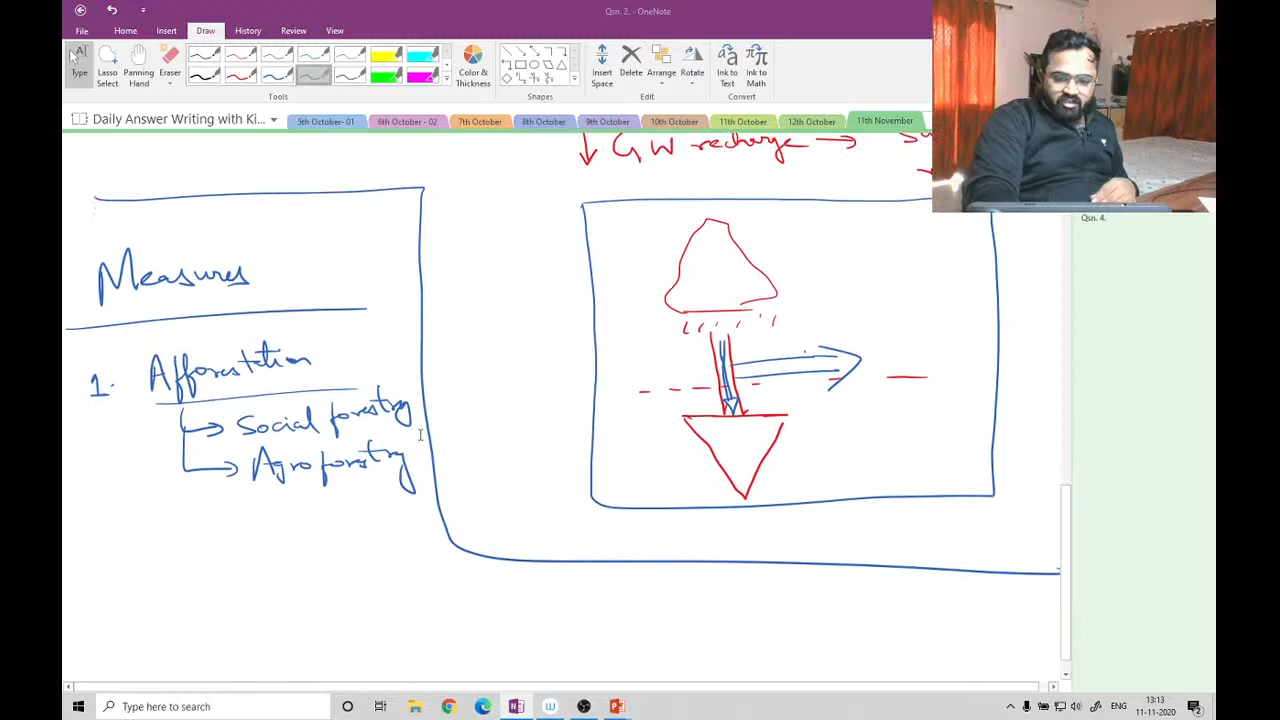 Qsn. 2. - OneNote
File Home Insert Draw History Review View
Type
Lasso Select
Panning Hand
Eraser
Color & Thickness
Insert Space
Delete
Arrange
Rotate
Ink to Text
Ink to Math
Tools
Shapes
Edit
Convert
Daily Answer Writing with Ki...
5th October- 01
6th October - 02
7th October
8th October
9th October
10th October
11th October
12th October
11th November
Qsn. 4.
↓ GW recharge →
Measures
1. Afforestation
→ Social forestry
→ Agroforestry
Type here to search
ENG
13:13
11-11-2020
2